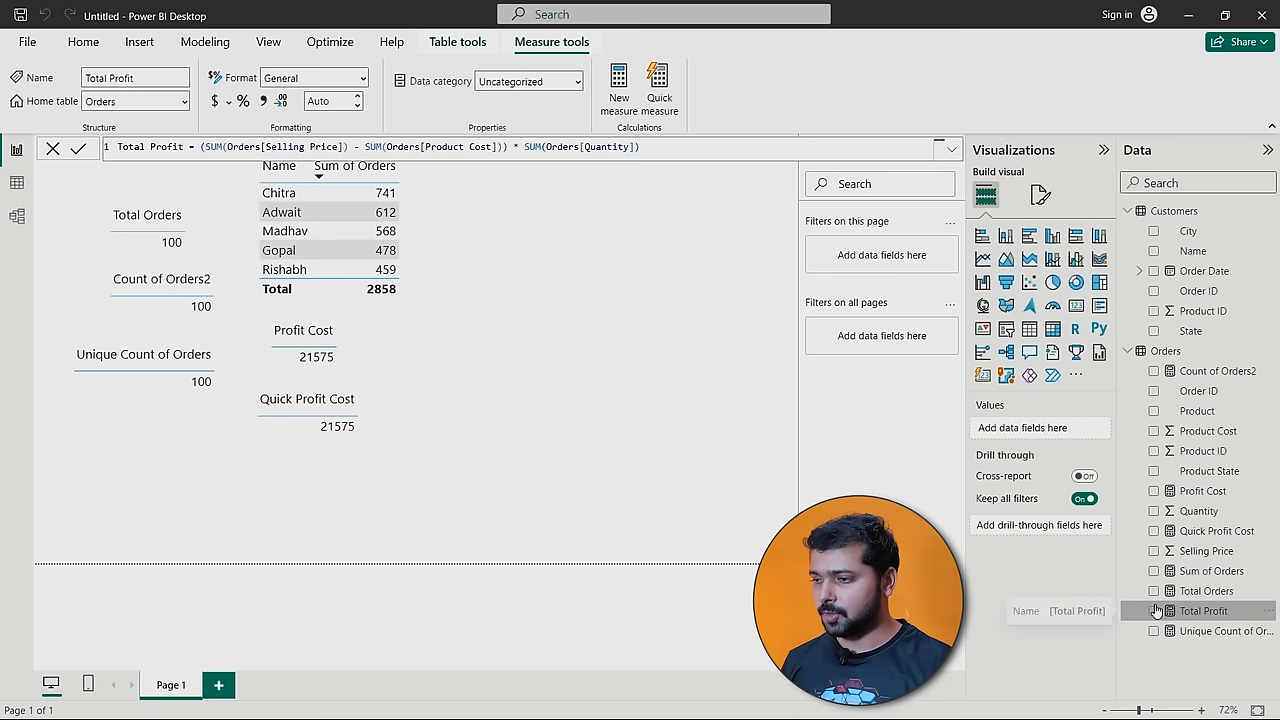 Untitled - Power BI Desktop
Search
Sign in
File Home Insert Modeling View Optimize Help Table tools Measure tools
Share
Name Total Profit
Format General
Data category Uncategorized
New measure
Quick measure
Home table Orders
$ % Auto
Structure
Formatting
Properties
Calculations
1 Total Profit = (SUM(Orders[Selling Price]) - SUM(Orders[Product Cost])) * SUM(Orders[Quantity])
Total Orders
100
Count of Orders2
100
Unique Count of Orders
100
Name Sum of Orders
Chitra 741
Adwait 612
Madhav 568
Gopal 478
Rishabh 459
Total 2858
Profit Cost
21575
Quick Profit Cost
21575
Search
Filters on this page ...
Add data fields here
Filters on all pages ...
Add data fields here
Visualizations
Build visual
R Py
123
...
Values
Add data fields here
Drill through
Cross-report Off
Keep all filters On
Add drill-through fields here
Name [Total Profit]
Data
Search
Customers
City
Name
Order Date
Order ID
Σ Product ID
State
Orders
Count of Orders2
Order ID
Product
Σ Product Cost
Σ Product ID
Product State
Profit Cost
Σ Quantity
Quick Profit Cost
Σ Selling Price
Sum of Orders
Total Orders
Total Profit ...
Unique Count of Or...
Page 1 +
Page 1 of 1
- + 72%